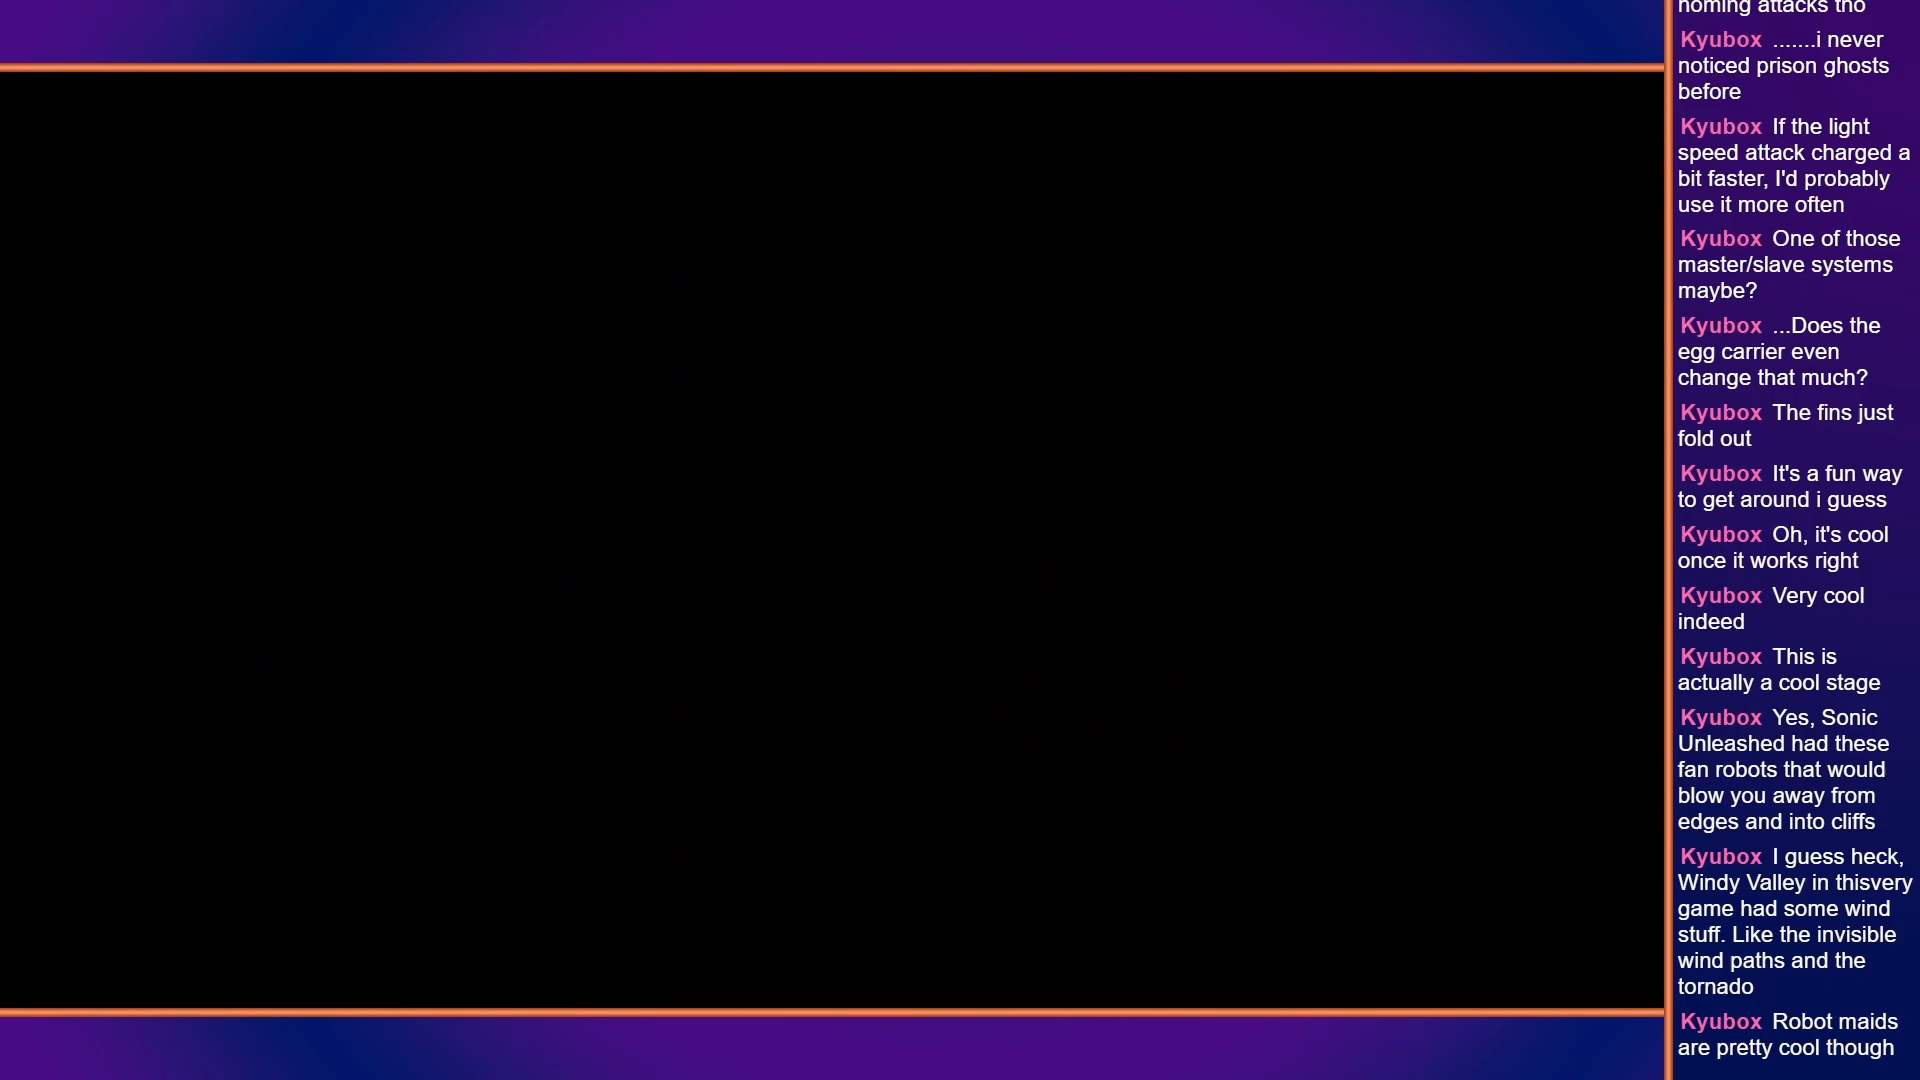 homing attacks tho
Kyubox .......i never
noticed prison ghosts
before
Kyubox If the light
speed attack charged a
bit faster, I'd probably
use it more often
Kyubox One of those
master/slave systems
maybe?
Kyubox ...Does the
egg carrier even
change that much?
Kyubox The fins just
fold out
Kyubox It's a fun way
to get around i guess
Kyubox Oh, it's cool
once it works right
Kyubox Very cool
indeed
Kyubox This is
actually a cool stage
Kyubox Yes, Sonic
Unleashed had these
fan robots that would
blow you away from
edges and into cliffs
Kyubox I guess heck,
Windy Valley in thisvery
game had some wind
stuff. Like the invisible
wind paths and the
tornado
Kyubox Robot maids
are pretty cool though